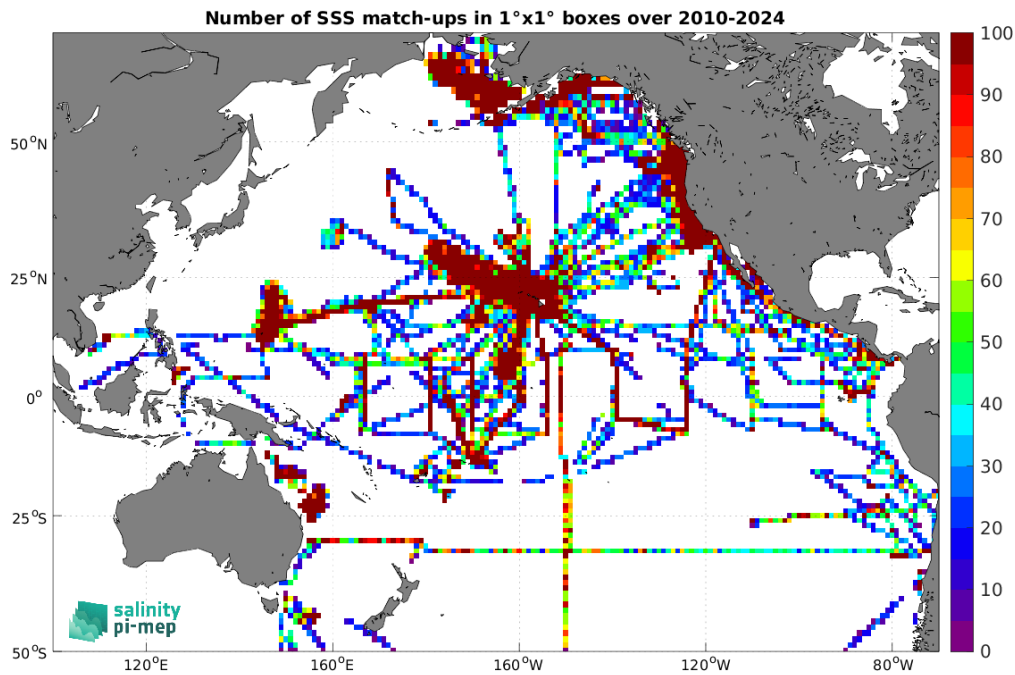 Number of SSS match-ups in 1°x1° boxes over 2010-2024
50°N
25°N
0°
25°S
50°S
120°E
160°E
160°W
120°W
80°W
100
90
80
70
60
50
40
30
20
10
0
salinity
pi-mep